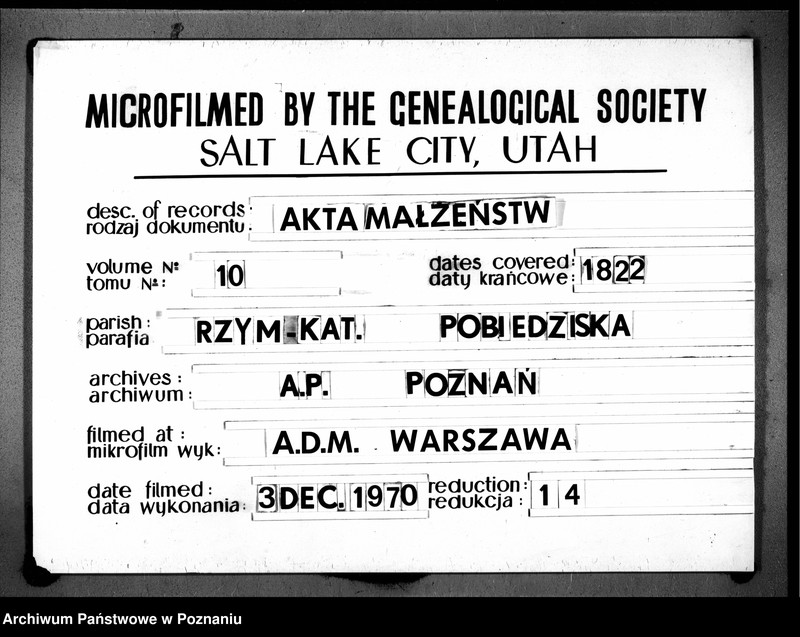 MICROFILMED BY THE GENEALOGICAL SOCIETY
SALT LAKE CITY, UTAH
desc. of records: AKTA MAŁŻEŃSTW
rodzaj dokumentu:
volume №: 10 dates covered: 1822
tomu №: daty krańcowe:
parish: RZYM-KAT. POBIEDZISKA
parafia
archives: A.P. POZNAŃ
archiwum:
filmed at: A.D.M. WARSZAWA
mikrofilm wyk:
date filmed: 3 DEC. 1970 reduction: 14
data wykonania: redukcja:
Archiwum Państwowe w Poznaniu